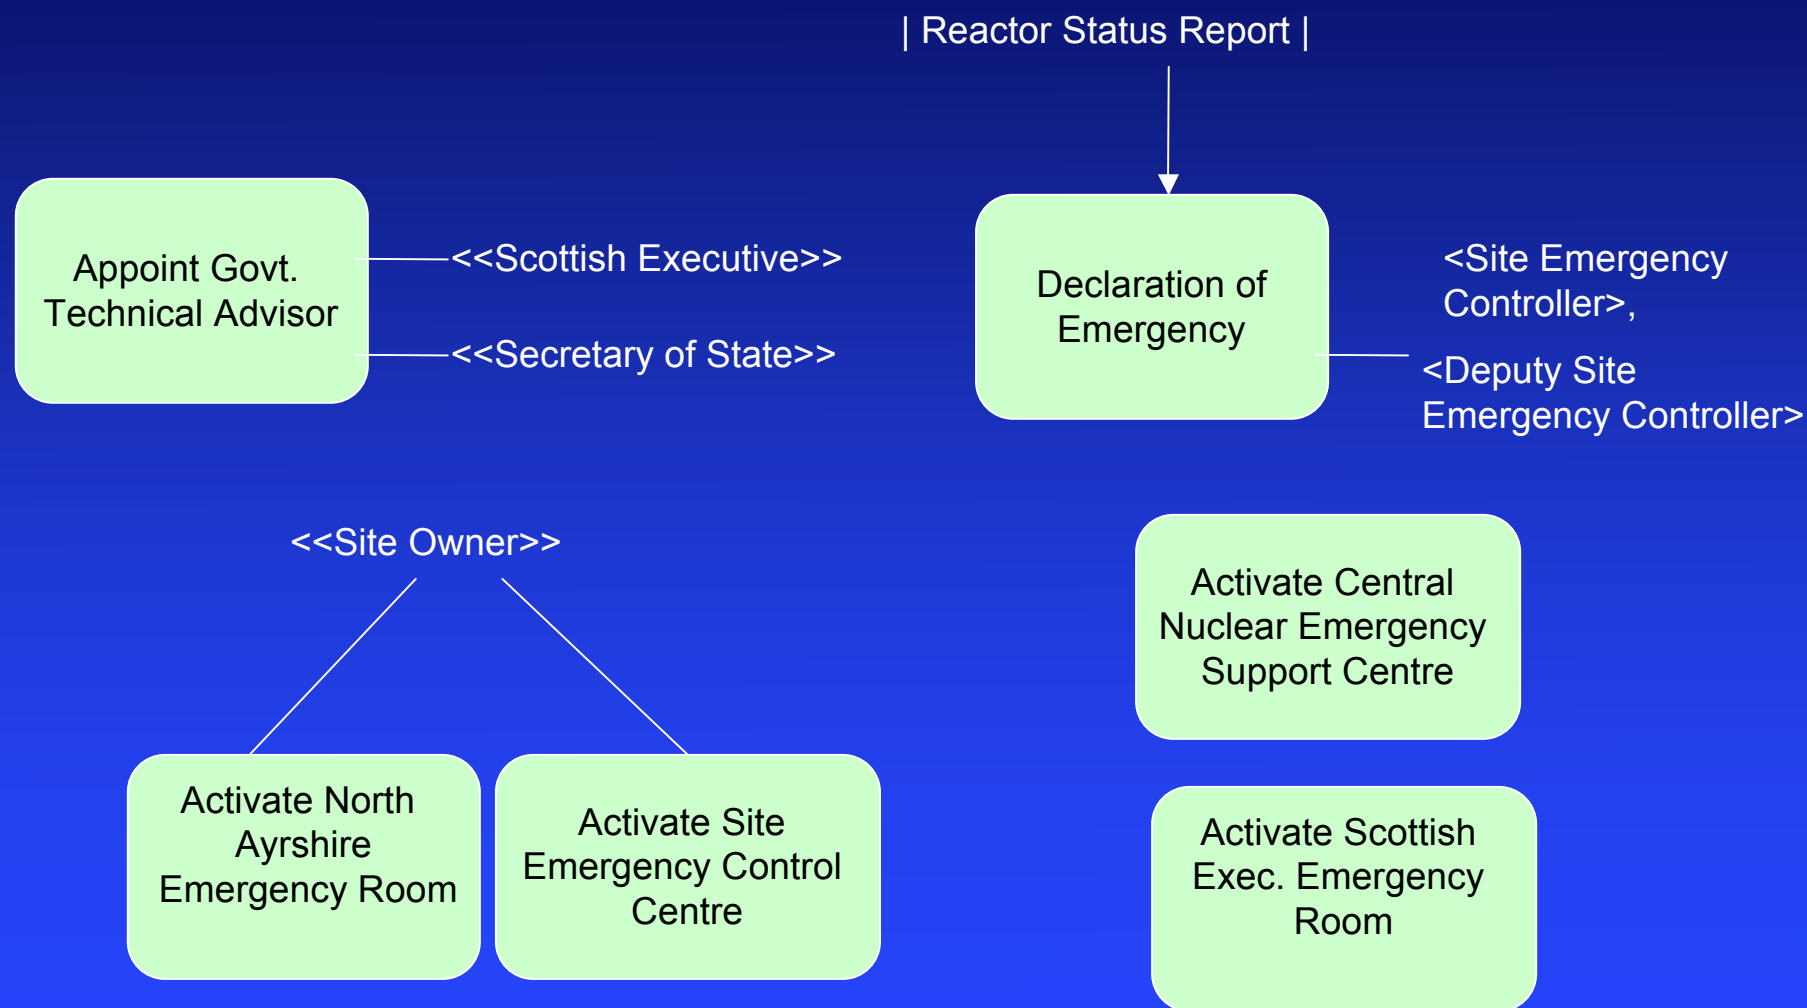 | Reactor Status Report |
Appoint Govt.
Technical Advisor
<<Scottish Executive>>
<<Secretary of State>>
Declaration of
Emergency
<Site Emergency
Controller>,
<Deputy Site
Emergency Controller>
<<Site Owner>>
Activate Central
Nuclear Emergency
Support Centre
Activate North
Ayrshire
Emergency Room
Activate Site
Emergency Control
Centre
Activate Scottish
Exec. Emergency
Room